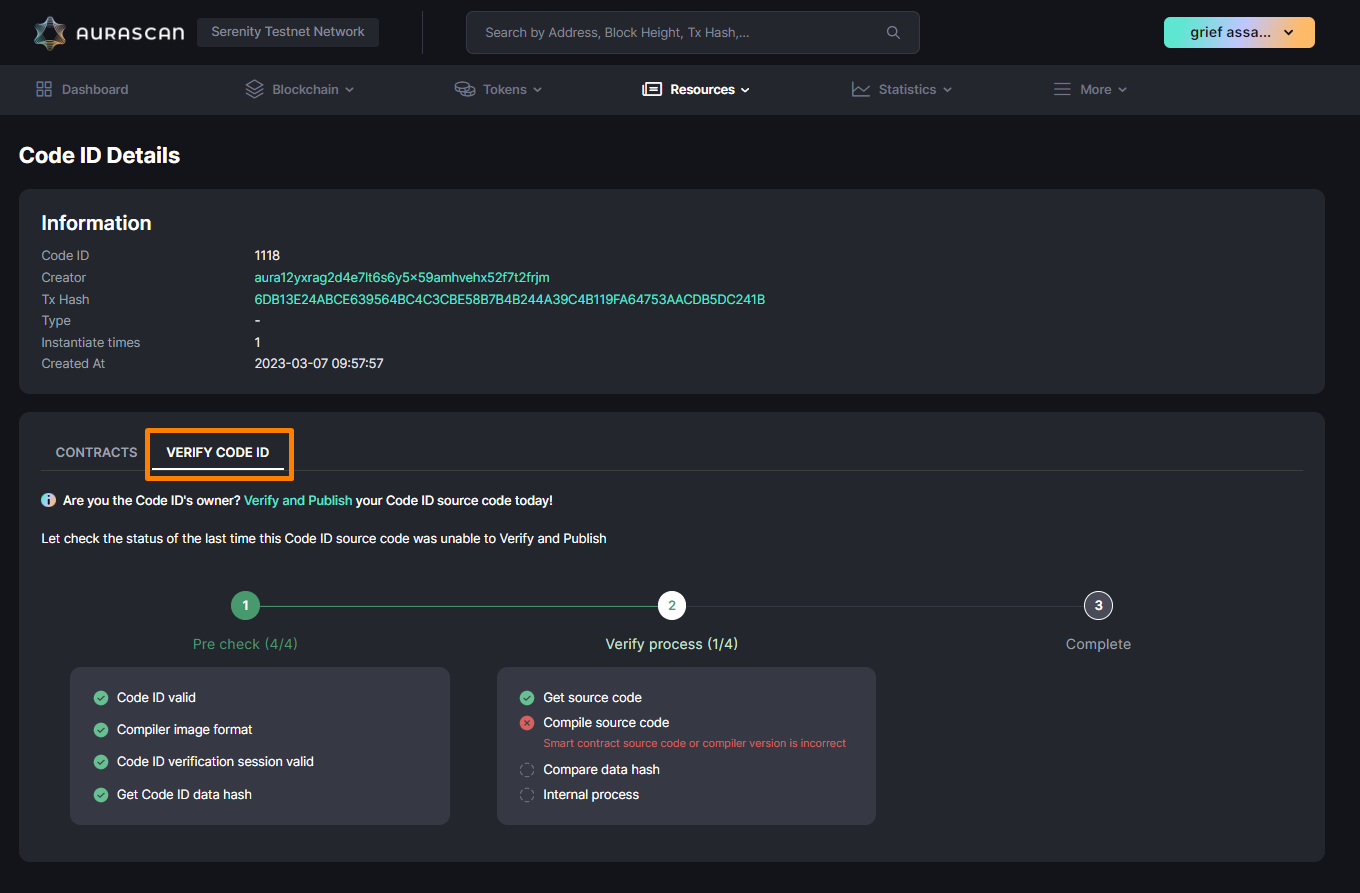 AURASCAN
Serenity Testnet Network
Search by Address, Block Height, Tx Hash,...
grief assa...
Dashboard
Blockchain
Tokens
Resources
Statistics
More
Code ID Details
Information
Code ID 1118
Creator aura12yxrag2d4e7lt6s6y5x59amhvehx52f7t2frjm
Tx Hash 6DB13E24ABCE639564BC4C3CBE58B7B4B244A39C4B119FA64753AACDB5DC241B
Type -
Instantiate times 1
Created At 2023-03-07 09:57:57
CONTRACTS
VERIFY CODE ID
Are you the Code ID's owner? Verify and Publish your Code ID source code today!
Let check the status of the last time this Code ID source code was unable to Verify and Publish
1
2
3
Pre check (4/4)
Verify process (1/4)
Complete
Code ID valid
Compiler image format
Code ID verification session valid
Get Code ID data hash
Get source code
Compile source code
Smart contract source code or compiler version is incorrect
Compare data hash
Internal process